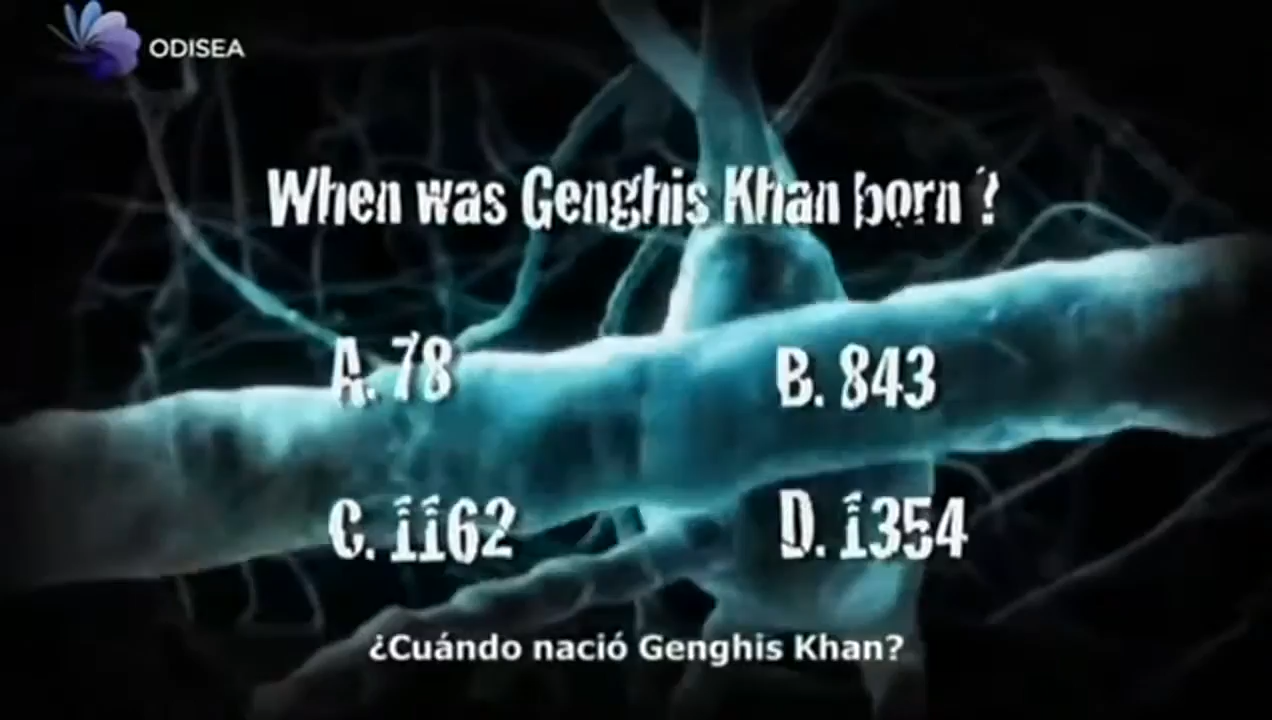 ODISEA
When was Genghis Khan born ?
A. 78
B. 843
C. 1162
D. 1354
¿Cuándo nació Genghis Khan?